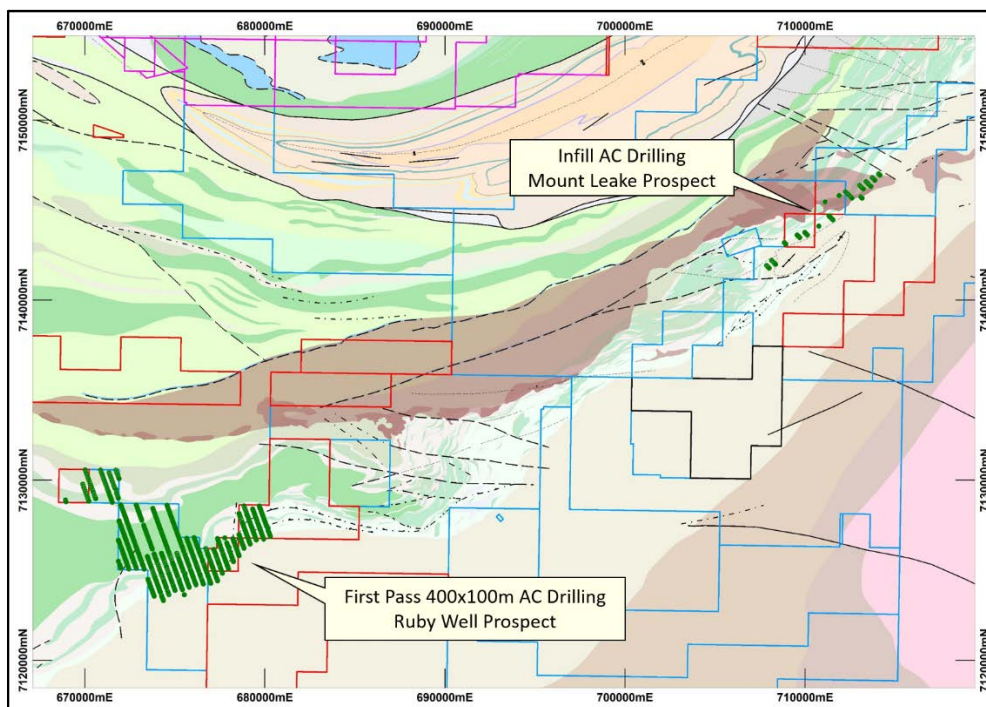 670000mE 680000mE 690000mE 700000mE 710000mE
7150000mN 7150000mN
Infill AC Drilling
Mount Leake Prospect
7140000mN 7140000mN
7130000mN 7130000mN
First Pass 400x100m AC Drilling
Ruby Well Prospect
7120000mN 7120000mN
670000mE 680000mE 690000mE 700000mE 710000mE